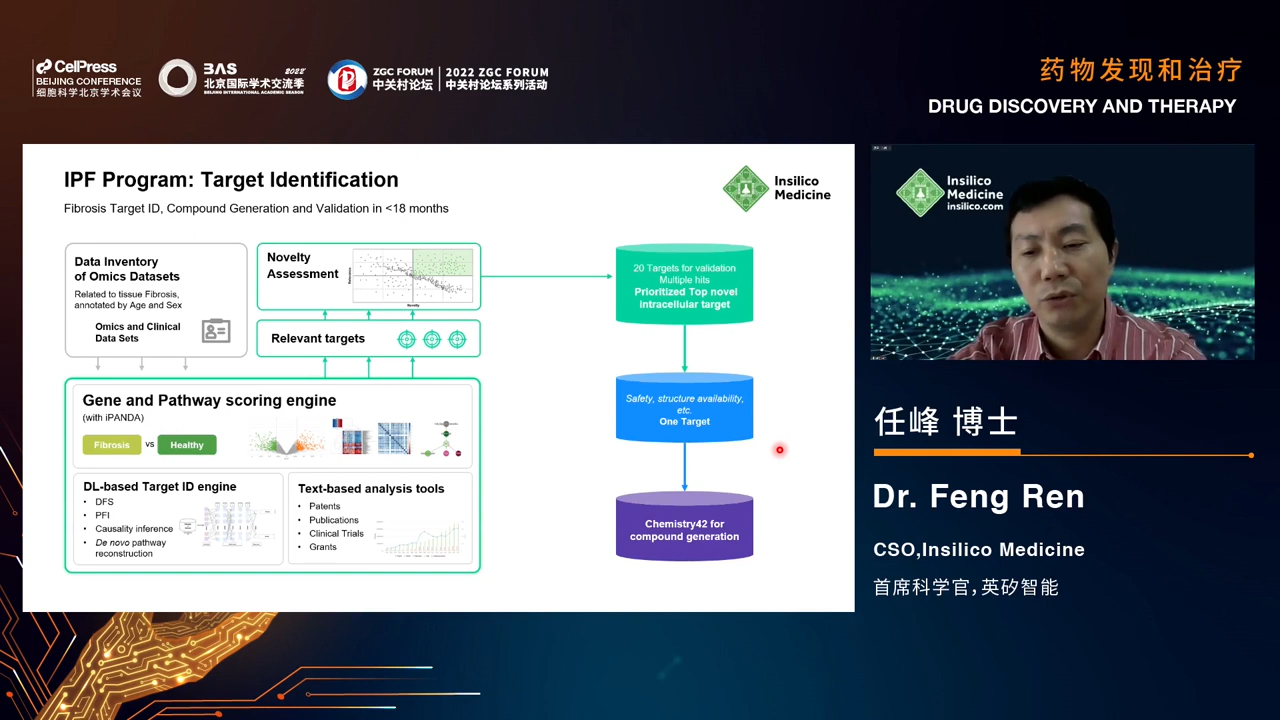 CelPress
BEIJING CONFERENCE
细胞科学北京学术会议
BAS 2022
北京国际学术交流季
BEIJING INTERNATIONAL ACADEMIC SEASON
ZGC FORUM
中关村论坛
2022 ZGC FORUM
中关村论坛系列活动
药物发现和治疗
DRUG DISCOVERY AND THERAPY
IPF Program: Target Identification
Fibrosis Target ID, Compound Generation and Validation in <18 months
Insilico
Medicine
Data Inventory
of Omics Datasets
Related to tissue Fibrosis,
annotated by Age and Sex
Omics and Clinical
Data Sets
Novelty
Assessment
Novelty
Relevant targets
Gene and Pathway scoring engine
(with iPANDA)
Fibrosis
vs
Healthy
DL-based Target ID engine
• DFS
• PFI
• Causality inference
• De novo pathway
reconstruction
Text-based analysis tools
• Patents
• Publications
• Clinical Trials
• Grants
20 Targets for validation
Multiple hits
Prioritized Top novel
intracellular target
Safety, structure availability,
etc.
One Target
Chemistry42 for
compound generation
Insilico
Medicine
insilico.com
任峰 博士
Dr. Feng Ren
CSO,Insilico Medicine
首席科学官,英矽智能